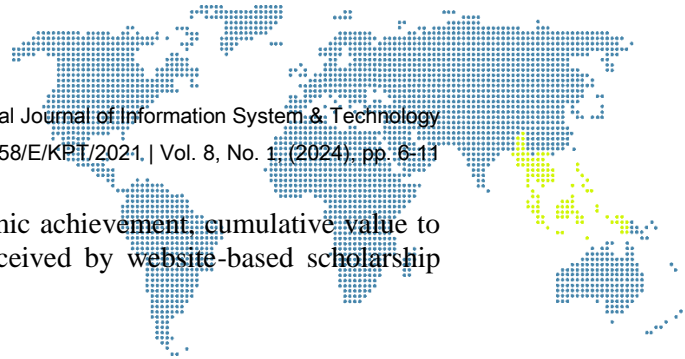 al Journal of Information System & Technology
58/E/KPT/2021 | Vol. 8, No. 1, (2024), pp. 6-11
nic achievement, cumulative value to
ceived by website-based scholarship